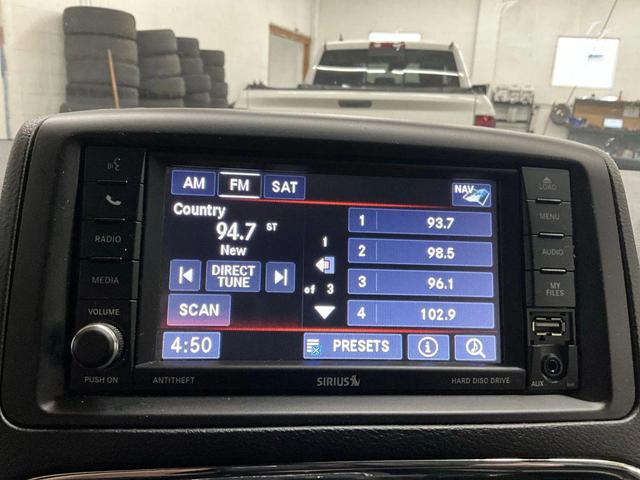 AM FM SAT NAV
Country
94.7 ST
New
DIRECT TUNE
SCAN
1
of 3
1 93.7
2 98.5
3 96.1
4 102.9
4:50 PRESETS i
RADIO
MEDIA
VOLUME
PUSH ON
ANTITHEFT
SIRIUS
HARD DISC DRIVE
LOAD
MENU
AUDIO
MY FILES
AUX